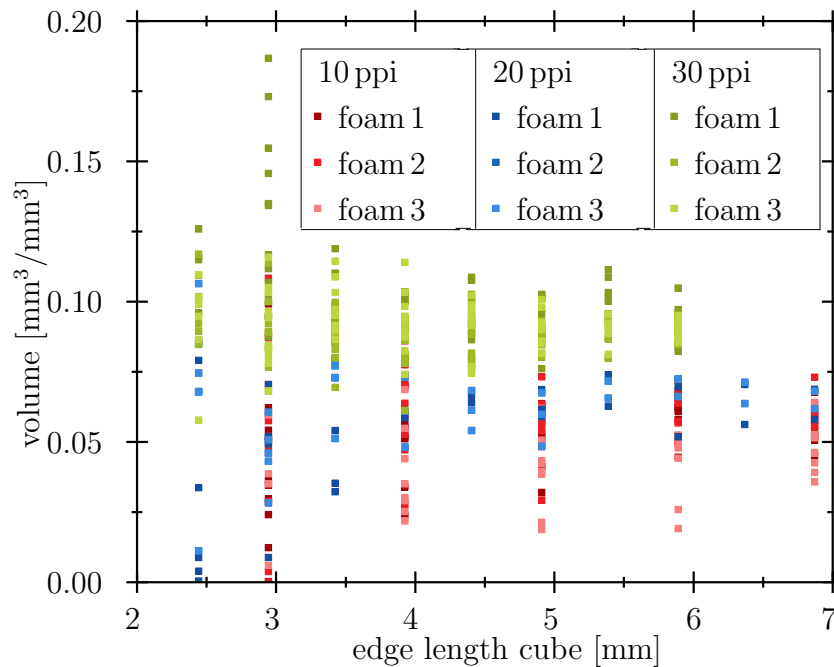 0.20
0.15
0.10
0.05
0.00
volume [mm³/mm³]
10 ppi 20 ppi 30 ppi
foam 1 foam 1 foam 1
foam 2 foam 2 foam 2
foam 3 foam 3 foam 3
2 3 4 5 6 7
edge length cube [mm]